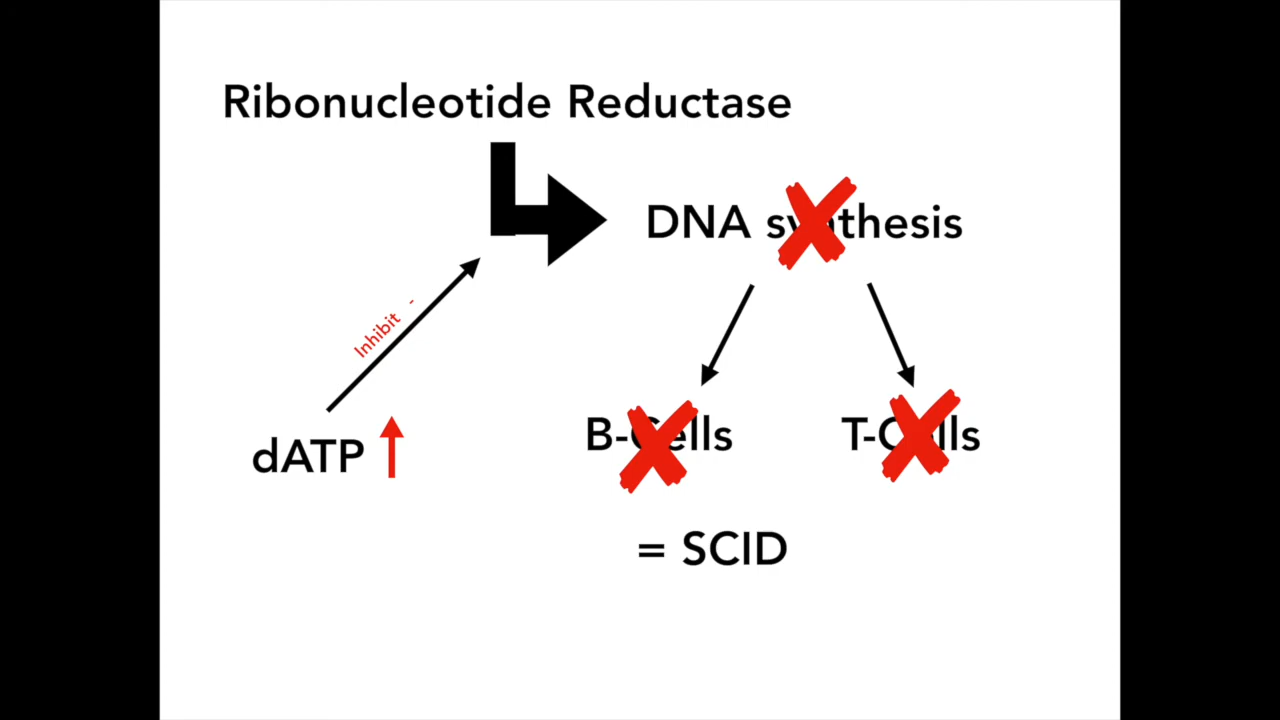 Ribonucleotide Reductase
DNA synthesis
Inhibit -
dATP
B-Cells
T-Cells
= SCID